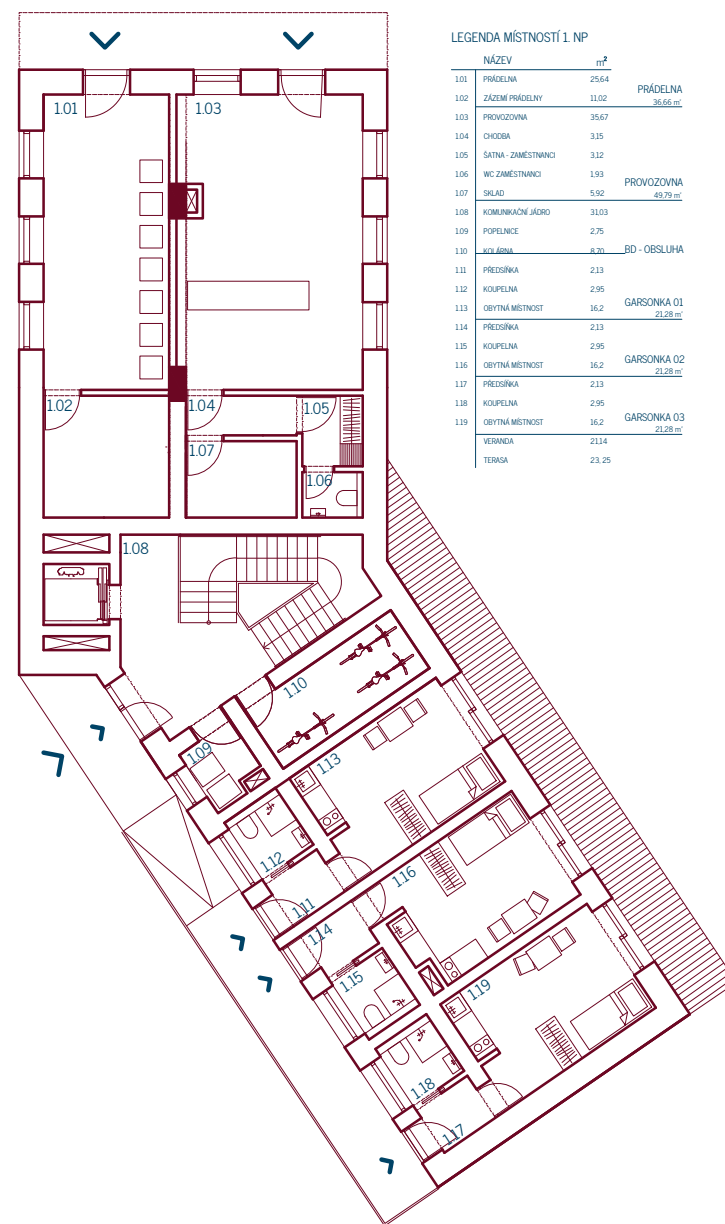 LEGENDA MÍSTNOSTÍ 1. NP
NÁZEV m²
1.01 PRÁDELNA 25,64
1.02 ZÁZEMÍ PRÁDELNY 11,02
PRÁDELNA
36,66 m²
1.03 PROVOZOVNA 35,67
1.04 CHODBA 3,15
1.05 ŠATNA - ZAMĚSTNANCI 3,12
1.06 WC ZAMĚSTNANCI 1,93
1.07 SKLAD 5,92
PROVOZOVNA
49,79 m²
1.08 KOMUNIKAČNÍ JÁDRO 31,03
1.09 POPELNICE 2,75
1.10 KOLÁRNA 8,70 BD - OBSLUHA
1.11 PŘEDSÍŇKA 2,13
1.12 KOUPELNA 2,95
1.13 OBYTNÁ MÍSTNOST 16,2
GARSONKA 01
21,28 m²
1.14 PŘEDSÍŇKA 2,13
1.15 KOUPELNA 2,95
1.16 OBYTNÁ MÍSTNOST 16,2
GARSONKA 02
21,28 m²
1.17 PŘEDSÍŇKA 2,13
1.18 KOUPELNA 2,95
1.19 OBYTNÁ MÍSTNOST 16,2
GARSONKA 03
21,28 m²
VERANDA 21,14
TERASA 23, 25
1.01
1.03
1.02
1.04
1.05
1.07
1.06
1.08
1.10
1.09
1.13
1.12
1.11
1.16
1.14
1.15
1.19
1.18
1.17